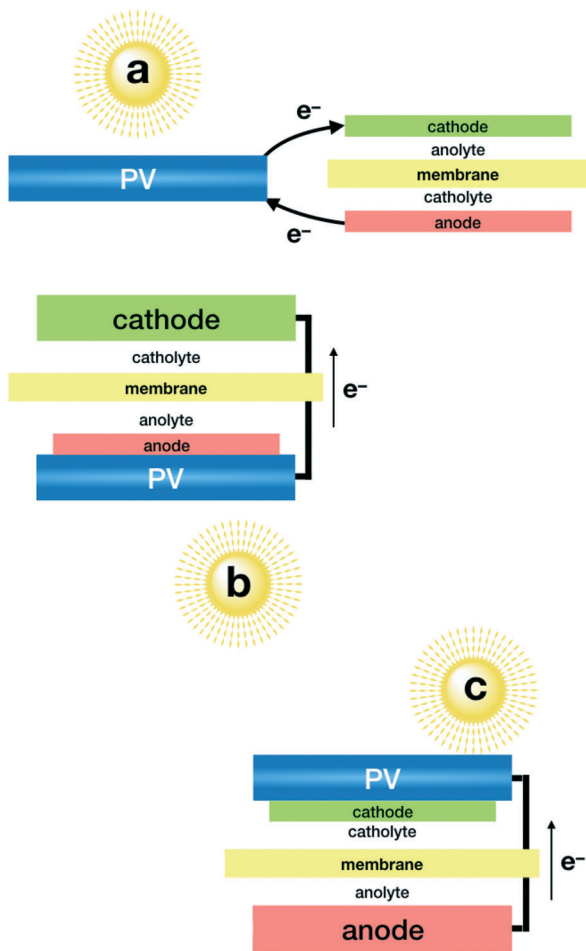 a
e–
cathode
PV
anolyte
membrane
catholyte
e–
anode
cathode
catholyte
membrane
e–
anolyte
anode
PV
b
c
PV
cathode
catholyte
e–
membrane
anolyte
anode